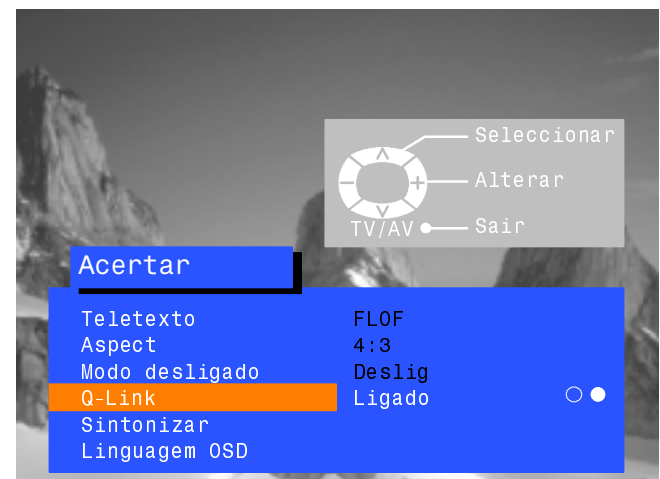 Seleccionar
Alterar
TV/AV Sair
Acertar
Teletexto FLOF
Aspect 4:3
Modo desligado Deslig
Q-Link Ligado
Sintonizar
Linguagem OSD